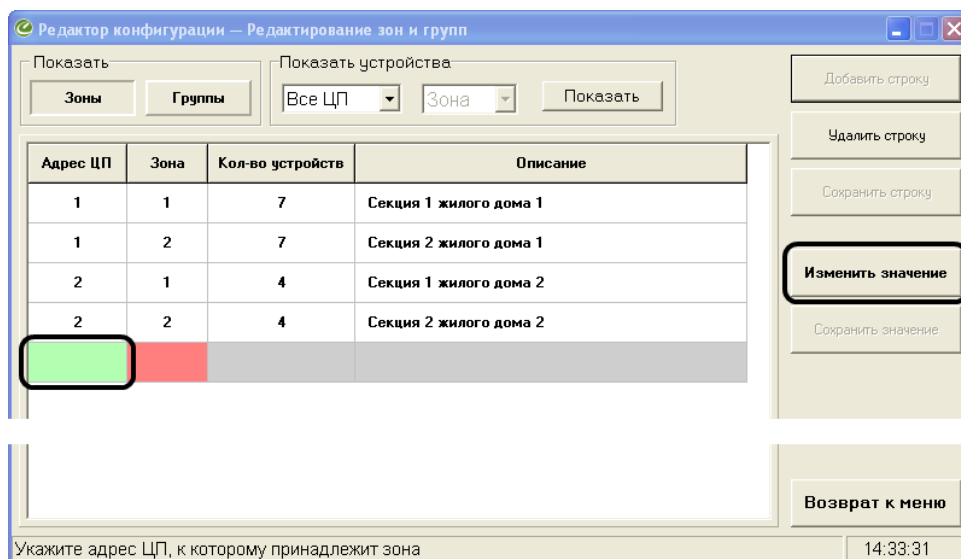 Редактор конфигурации — Редактирование зон и групп
Показать
Показать устройства
Зоны
Группы
Все ЦП
Зона
Показать
Добавить строку
Удалить строку
Сохранить строку
Изменить значение
Сохранить значение
Адрес ЦП Зона Кол-во устройств Описание
1 1 7 Секция 1 жилого дома 1
1 2 7 Секция 2 жилого дома 1
2 1 4 Секция 1 жилого дома 2
2 2 4 Секция 2 жилого дома 2
Возврат к меню
Укажите адрес ЦП, к которому принадлежит зона
14:33:31